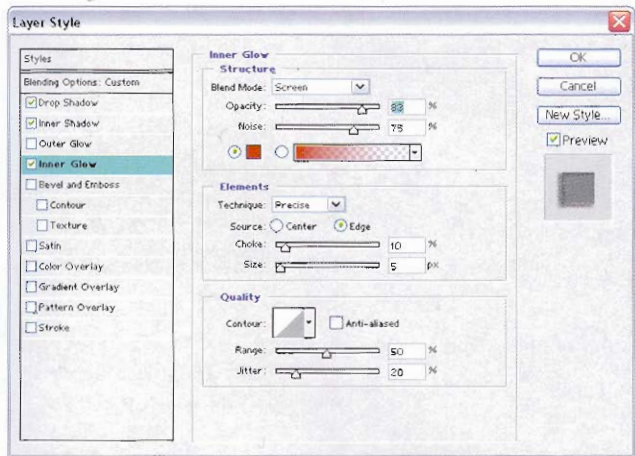 Layer Style
Styles
Blending Options: Custom
Drop Shadow
Inner Shadow
Outer Glow
Inner Glow
Bevel and Emboss
Contour
Texture
Satin
Color Overlay
Gradient Overlay
Pattern Overlay
Stroke
Inner Glow
Structure
Blend Mode: Screen
Opacity: %
Noise: 75 %
Elements
Technique: Precise
Source: Center Edge
Choke: 10 %
Size: 5 px
Quality
Contour: Anti-aliased
Range: 50 %
Jitter: 20 %
OK
Cancel
New Style...
Preview